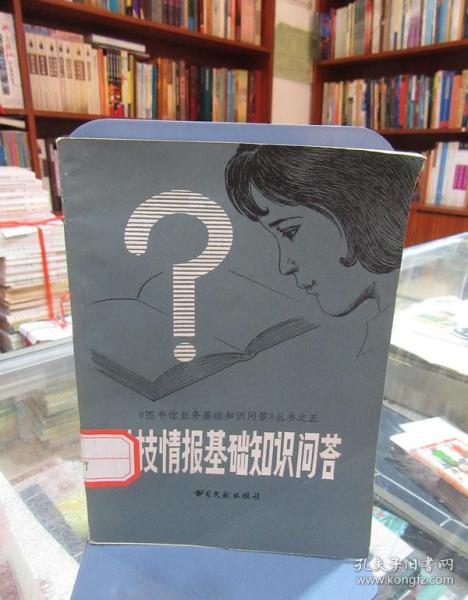 ?
《图书馆业务基础知识问答》丛书之五
技情报基础知识问答
书目文献出版社
孔夫子旧书网
www.kongfz.com